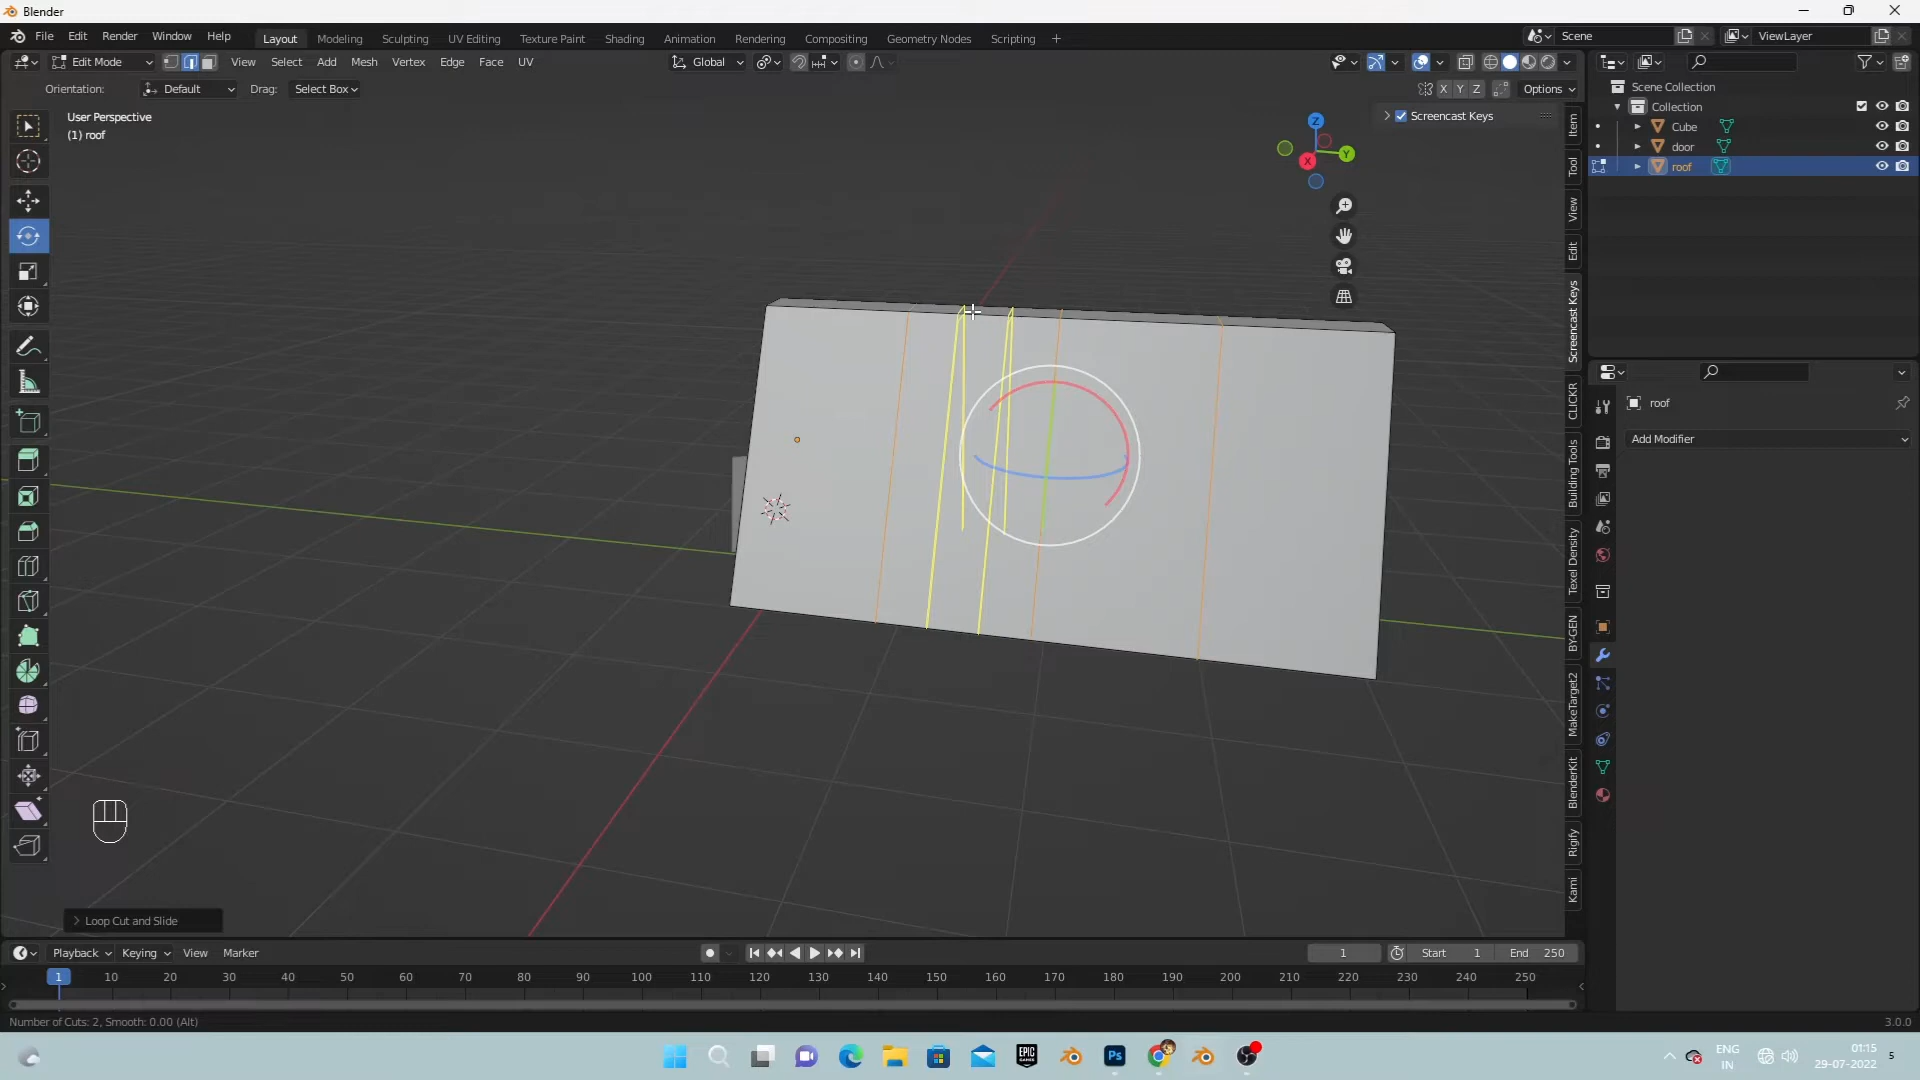 Blender
File Edit Render Window Help
Layout Modeling Sculpting UV Editing Texture Paint Shading Animation Rendering Compositing Geometry Nodes Scripting +
Scene
ViewLayer
Edit Mode View Select Add Mesh Vertex Edge Face UV
Global
Orientation: Default Drag: Select Box
X Y Z Options
User Perspective
(1) roof
Screencast Keys
Z
Y
X
Item
Tool
View
Edit
Screencast Keys
CLICKR
Building Tools
Texel Density
BY-GEN
MakeTarget2
BlenderKit
Rigify
Kami
Scene Collection
Collection
Cube
door
roof
roof
Add Modifier
Loop Cut and Slide
Playback Keying View Marker
1 Start 1 End 250
1 10 20 30 40 50 60 70 80 90 100 110 120 130 140 150 160 170 180 190 200 210 220 230 240 250
Number of Cuts: 2, Smooth: 0.00 (Alt)
3.0.0
EPIC
Ps
ENG
IN
01:15
29-07-2022
5